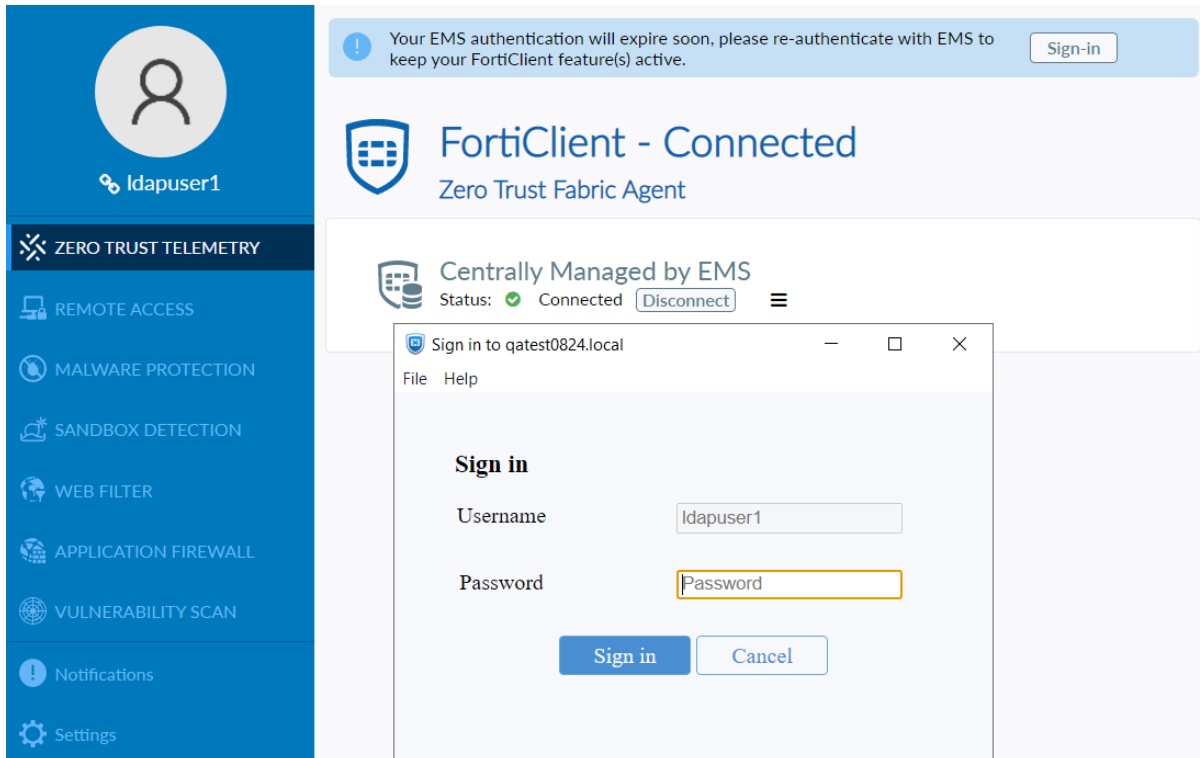 ldapuser1
ZERO TRUST TELEMETRY
REMOTE ACCESS
MALWARE PROTECTION
SANDBOX DETECTION
WEB FILTER
APPLICATION FIREWALL
VULNERABILITY SCAN
Notifications
Settings
Your EMS authentication will expire soon, please re-authenticate with EMS to
keep your FortiClient feature(s) active.
Sign-in
FortiClient - Connected
Zero Trust Fabric Agent
Centrally Managed by EMS
Status: Connected Disconnect
Sign in to qatest0824.local
File Help
Sign in
Username ldapuser1
Password Password
Sign in Cancel